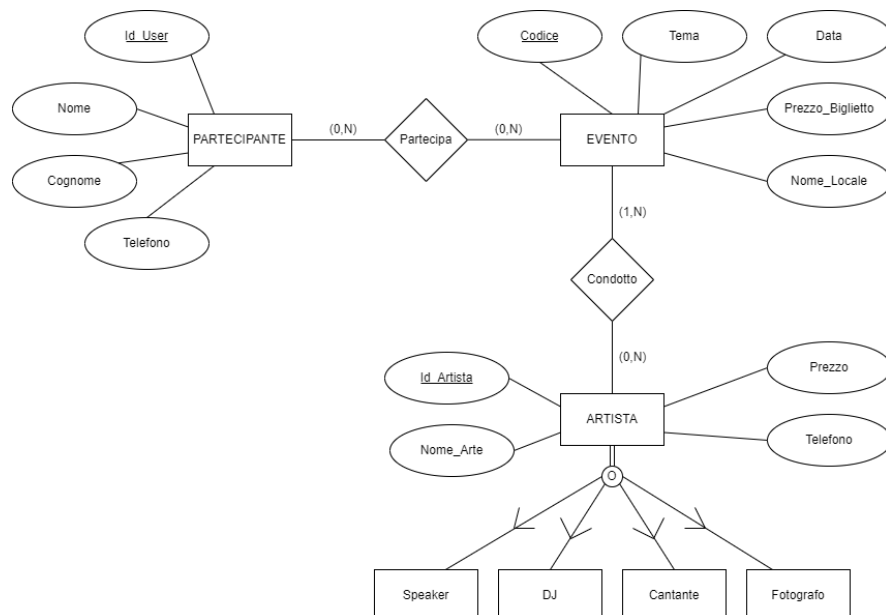 Id_User
Codice
Tema
Data
Nome
Prezzo_Biglietto
PARTECIPANTE
(0,N)
Partecipa
(0,N)
EVENTO
Cognome
Nome_Locale
(1,N)
Telefono
Condotto
(0,N)
Prezzo
Id_Artista
ARTISTA
Telefono
Nome_Arte
O
Speaker
DJ
Cantante
Fotografo